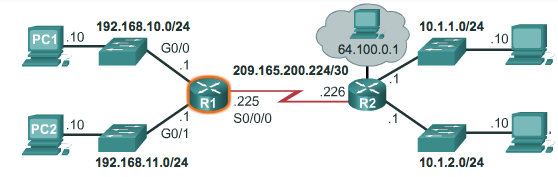 192.168.10.0/24
10.1.1.0/24
PC1
.10
G0/0
64.100.0.1
.1
209.165.200.224/30
.1
R1
.225
.226
R2
S0/0/0
.1
.1
PC2
.10
G0/1
192.168.11.0/24
10.1.2.0/24